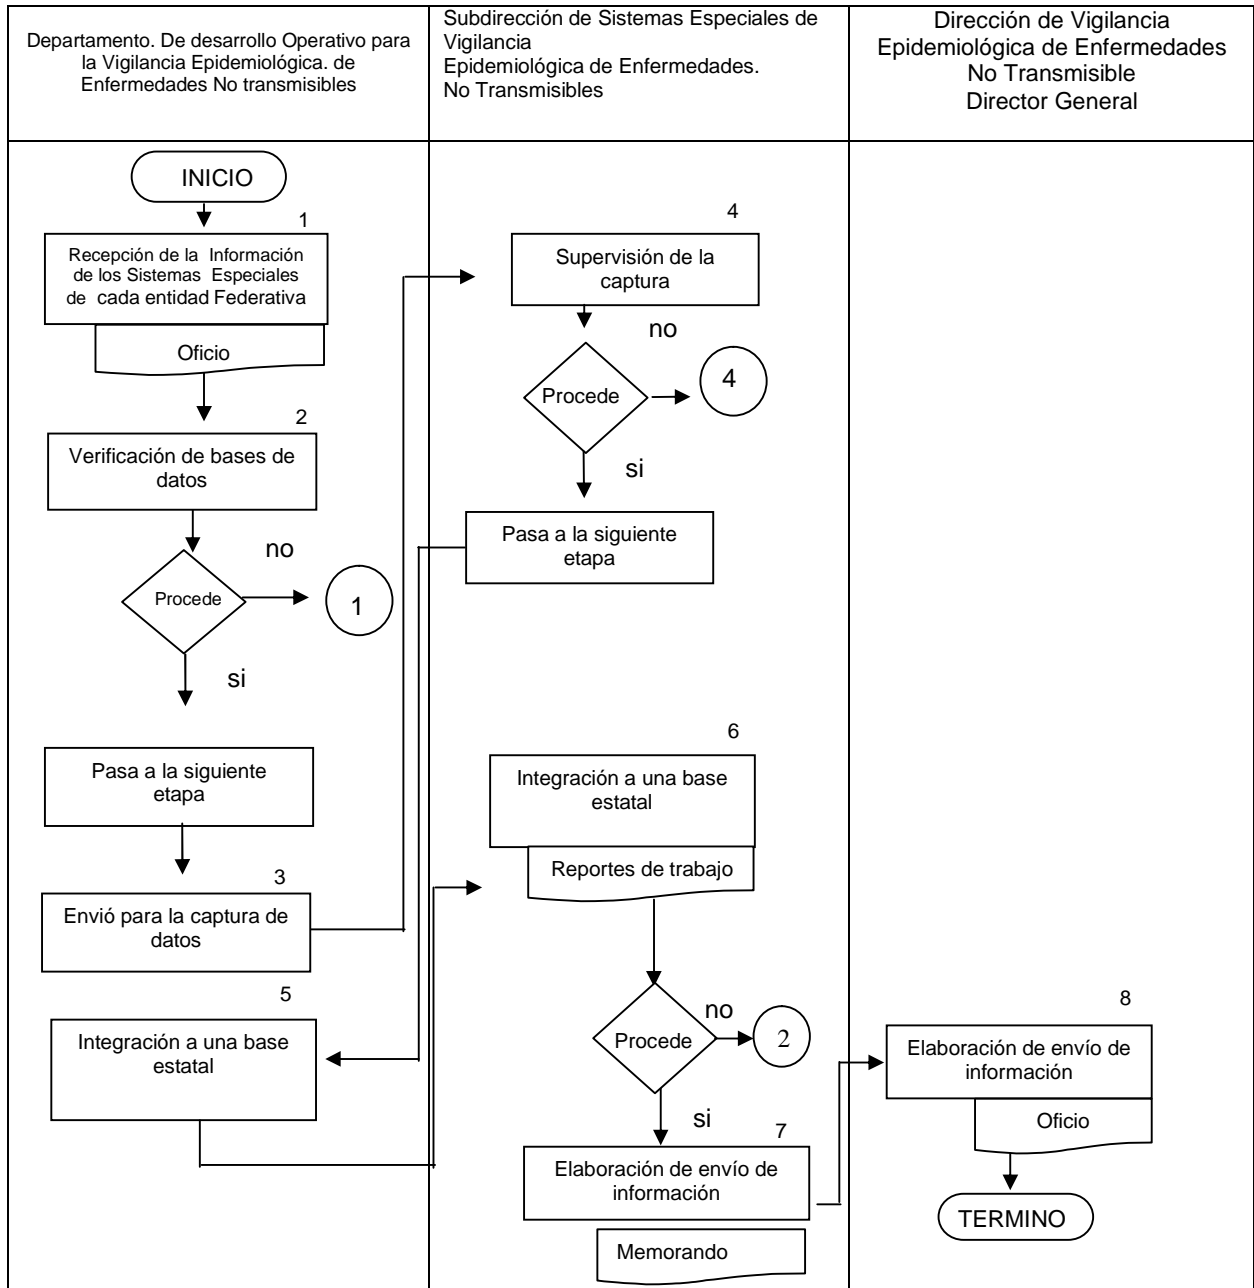 Departamento. De desarrollo Operativo para
la Vigilancia Epidemiológica. de
Enfermedades No transmisibles
Subdirección de Sistemas Especiales de
Vigilancia
Epidemiológica de Enfermedades.
No Transmisibles
Dirección de Vigilancia
Epidemiológica de Enfermedades
No Transmisible
Director General
INICIO
1
Recepción de la Información
de los Sistemas Especiales
de cada entidad Federativa
Oficio
2
Verificación de bases de
datos
no
Procede
1
si
Pasa a la siguiente
etapa
3
Envió para la captura de
datos
5
Integración a una base
estatal
4
Supervisión de la
captura
no
Procede
4
si
Pasa a la siguiente
etapa
6
Integración a una base
estatal
Reportes de trabajo
no
Procede
2
si
7
Elaboración de envío de
información
Memorando
8
Elaboración de envío de
información
Oficio
TERMINO